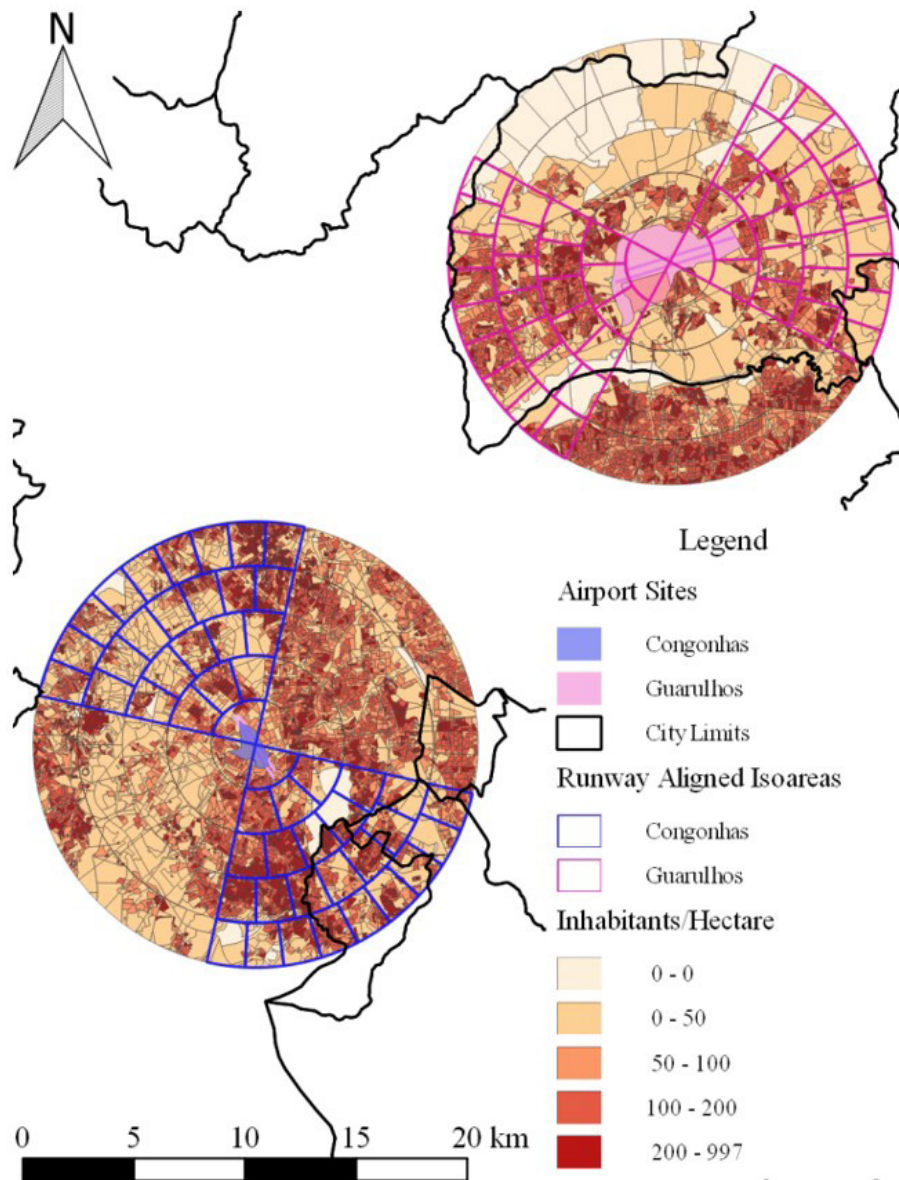 N
Legend
Airport Sites
Congonhas
Guarulhos
City Limits
Runway Aligned Isoareas
Congonhas
Guarulhos
Inhabitants/Hectare
0 - 0
0 - 50
50 - 100
100 - 200
200 - 997
0 5 10 15 20 km